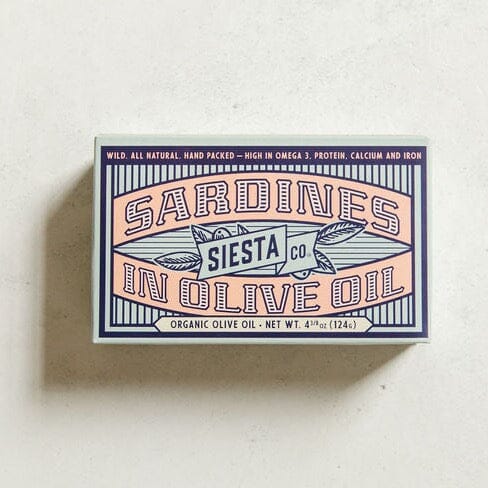 WILD. ALL NATURAL. HAND PACKED – HIGH IN OMEGA 3, PROTEIN, CALCIUM AND IRON
SARDINES
SIESTA CO.
IN OLIVE OIL
ORGANIC OLIVE OIL • NET WT. 4 3/8 OZ (124G)